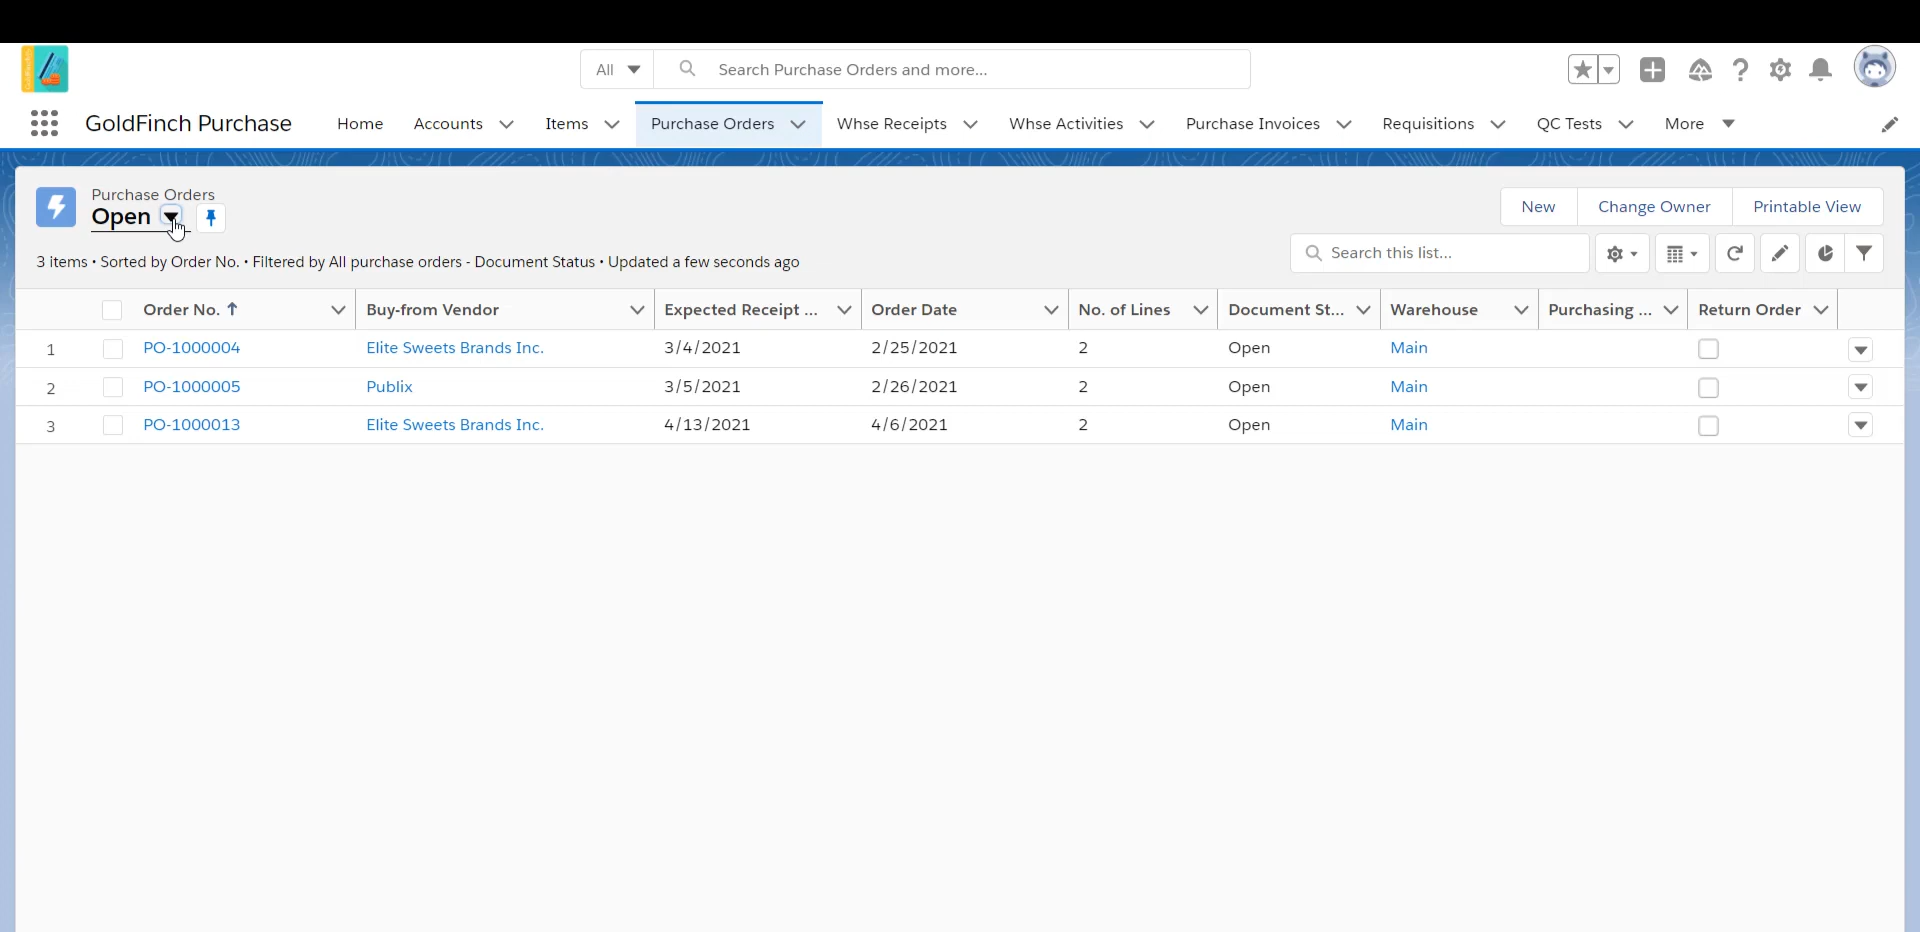 All
Search Purchase Orders and more...
GoldFinch Purchase Home Accounts Items Purchase Orders Whse Receipts Whse Activities Purchase Invoices Requisitions QC Tests More
Purchase Orders
Open
New Change Owner Printable View
3 items • Sorted by Order No. • Filtered by All purchase orders - Document Status • Updated a few seconds ago
Search this list...
Order No. Buy-from Vendor Expected Receipt ... Order Date No. of Lines Document St... Warehouse Purchasing ... Return Order
1 PO-1000004 Elite Sweets Brands Inc. 3/4/2021 2/25/2021 2 Open Main
2 PO-1000005 Publix 3/5/2021 2/26/2021 2 Open Main
3 PO-1000013 Elite Sweets Brands Inc. 4/13/2021 4/6/2021 2 Open Main